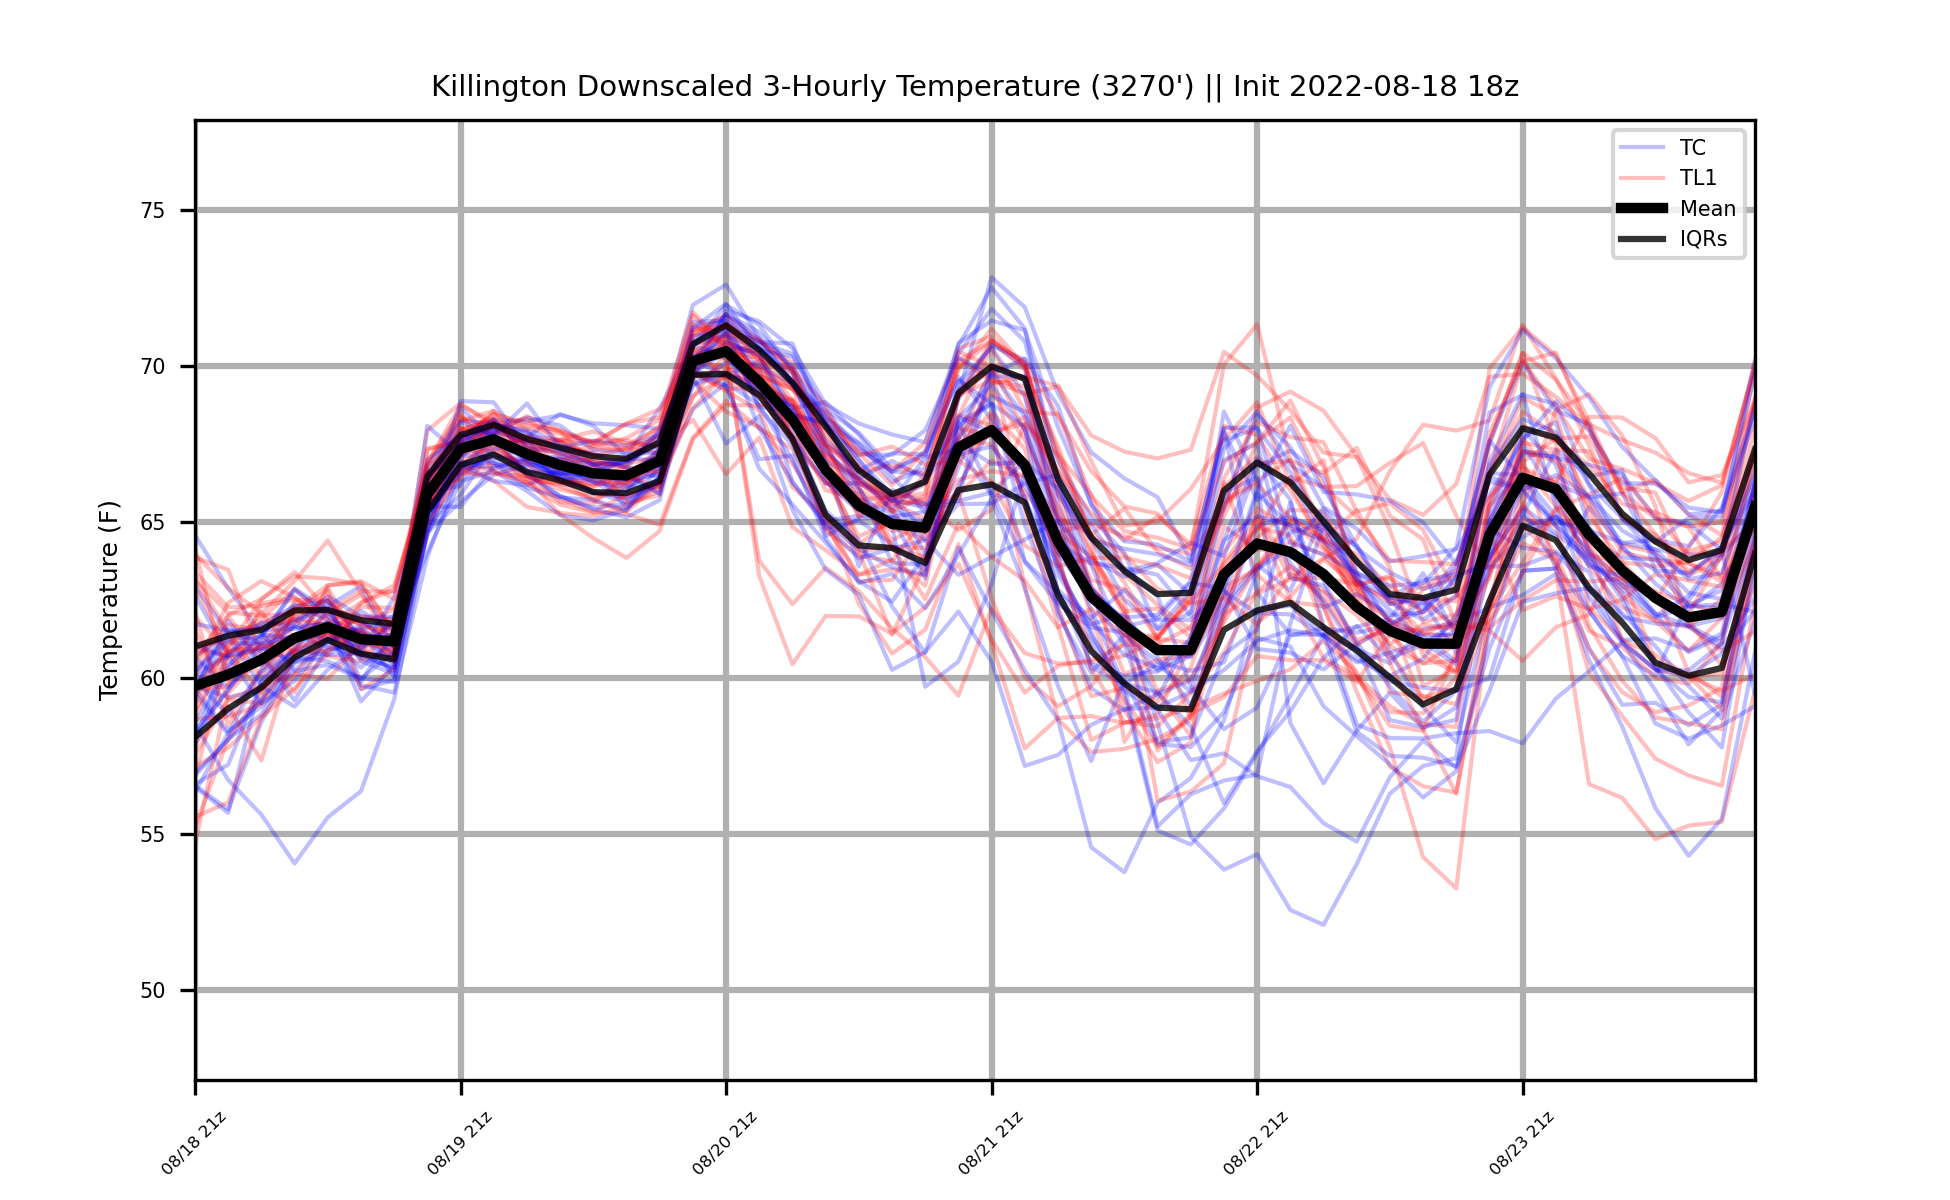 Killington Downscaled 3-Hourly Temperature (3270') || Init 2022-08-18 18z
TC
TL1
Mean
IQRs
75
70
65
60
55
50
Temperature (F)
08/18 21z
08/19 21z
08/20 21z
08/21 21z
08/22 21z
08/23 21z